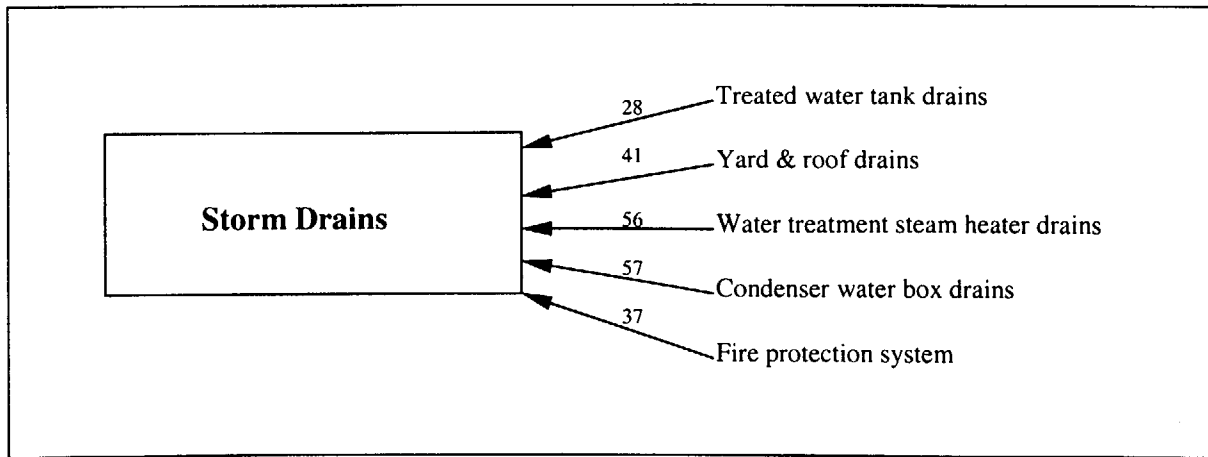 28
Treated water tank drains
41
Yard & roof drains
Storm Drains
56
Water treatment steam heater drains
57
Condenser water box drains
37
Fire protection system